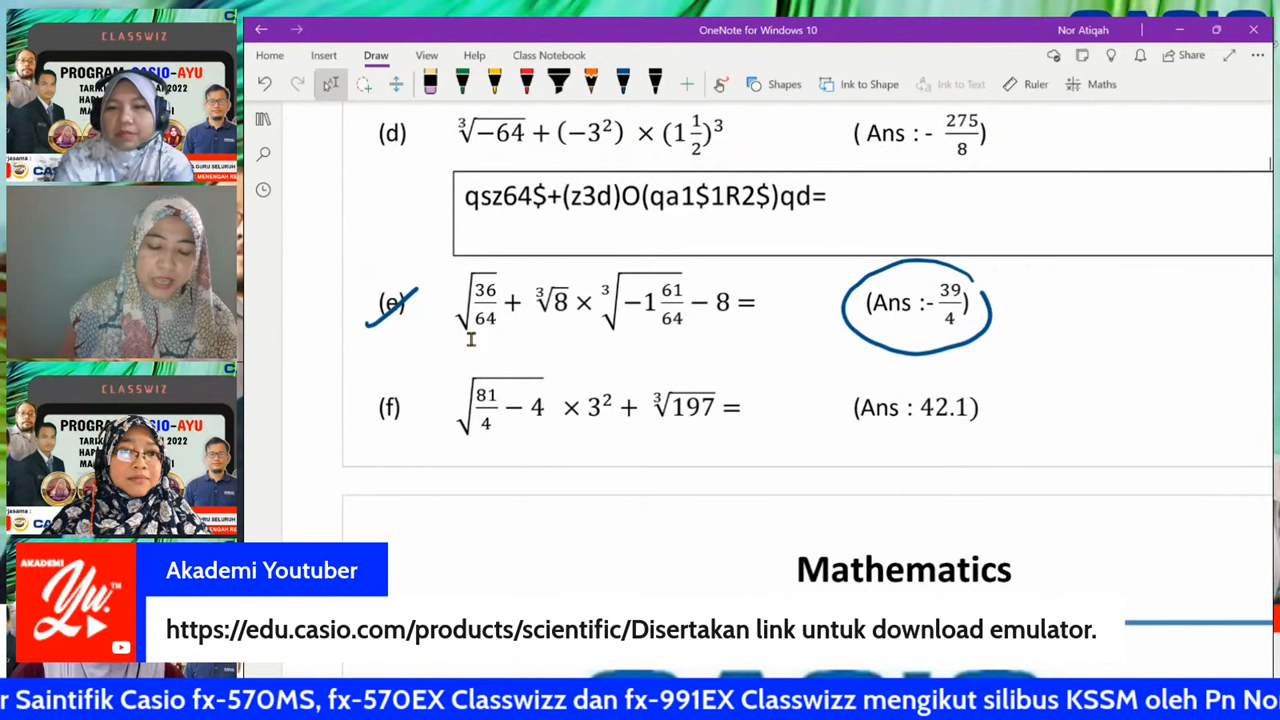 CLASSWIZ
PROGRAM CASIO-AYU
OneNote for Windows 10
Nor Atiqah
Home Insert Draw View Help Class Notebook
Share
Shapes
Ink to Shape
Ink to Text
Ruler
Maths
(d) ∛−64 + (−3²) × (1 1/2)³ ( Ans : - 275/8)
qsz64$+(z3d)O(qa1$1R2$)qd=
(e) √(36/64) + ∛8 × ∛(−1 61/64) − 8 = (Ans :- 39/4)
(f) √(81/4 − 4) × 3² + ∛197 = (Ans : 42.1)
Mathematics
CLASSWIZ
AKADEMI
Yu.™
Akademi Youtuber
https://edu.casio.com/products/scientific/Disertakan link untuk download emulator.
r Saintifik Casio fx-570MS, fx-570EX Classwizz dan fx-991EX Classwizz mengikut silibus KSSM oleh Pn No